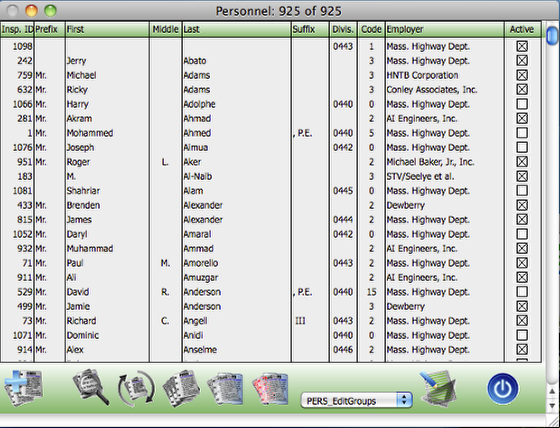 Personnel: 925 of 925
Insp. ID Prefix First Middle Last Suffix Divis. Code Employer Active
1098 0443 1 Mass. Highway Dept.
242 Jerry Abato 3 Mass. Highway Dept.
759 Mr. Michael Adams 3 HNTB Corporation
632 Mr. Ricky Adams 3 Conley Associates, Inc.
1066 Mr. Harry Adolphe 0440 0 Mass. Highway Dept.
281 Mr. Akram Ahmad 2 AI Engineers, Inc.
1 Mr. Mohammed Ahmed , P.E. 0440 5 Mass. Highway Dept.
1076 Mr. Joseph Aimua 0442 0 Mass. Highway Dept.
951 Mr. Roger L. Aker 2 Michael Baker, Jr., Inc.
183 M. Al-Naib 3 STV/Seelye et al.
1081 Shahriar Alam 0445 0 Mass. Highway Dept.
433 Mr. Brenden Alexander 2 Dewberry
815 Mr. James Alexander 0444 2 Mass. Highway Dept.
1052 Mr. Daryl Amaral 0442 0 Mass. Highway Dept.
932 Mr. Muhammad Ammad 2 AI Engineers, Inc.
71 Mr. Paul M. Amorello 0443 2 Mass. Highway Dept.
911 Mr. Ali Amuzgar 2 AI Engineers, Inc.
529 Mr. David R. Anderson , P.E. 0440 15 Mass. Highway Dept.
499 Mr. Jamie Anderson 3 Dewberry
73 Mr. Richard C. Angell III 0443 2 Mass. Highway Dept.
1071 Mr. Dominic Anidi 0440 0 Mass. Highway Dept.
914 Mr. Alex Anselme 0446 2 Mass. Highway Dept.
PERS_EditGroups